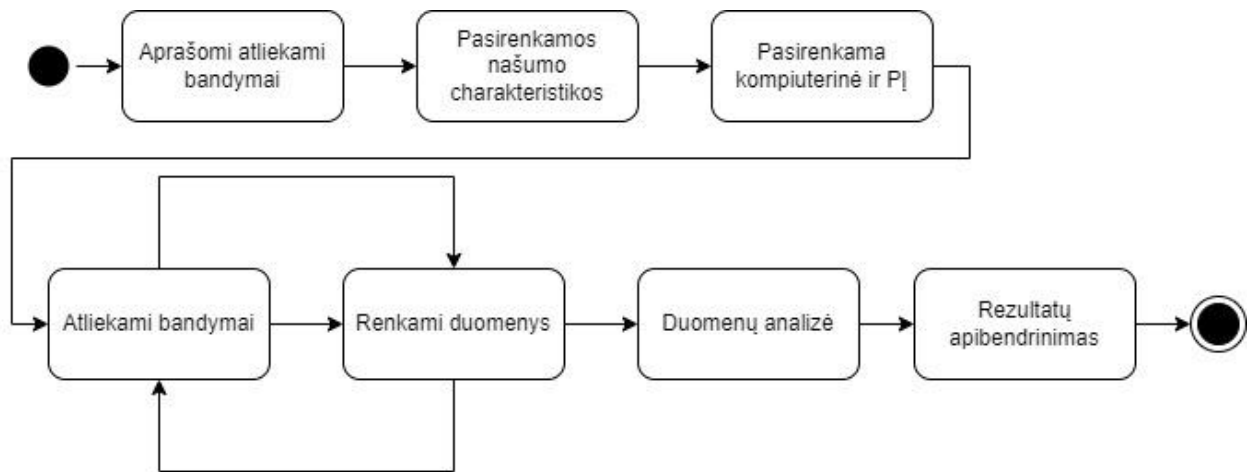 Aprašomi atliekami
bandymai
Pasirenkamos
našumo
charakteristikos
Pasirenkama
kompiuterinė ir PĮ
Atliekami bandymai
Renkami duomenys
Duomenų analizė
Rezultatų
apibendrinimas